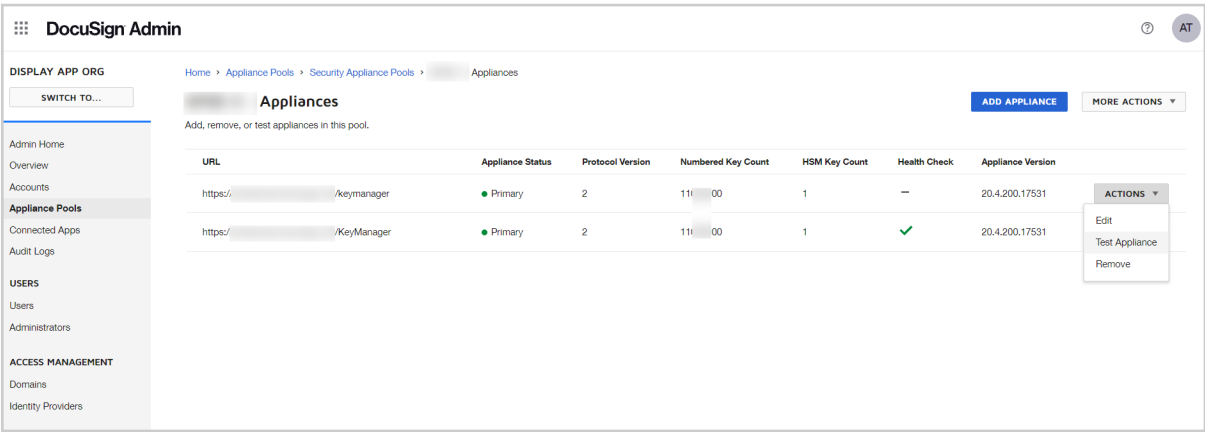 DocuSign Admin
AT
DISPLAY APP ORG
SWITCH TO...
Admin Home
Overview
Accounts
Appliance Pools
Connected Apps
Audit Logs
USERS
Users
Administrators
ACCESS MANAGEMENT
Domains
Identity Providers
Home › Appliance Pools › Security Appliance Pools › Appliances
Appliances
ADD APPLIANCE
MORE ACTIONS
Add, remove, or test appliances in this pool.
URL Appliance Status Protocol Version Numbered Key Count HSM Key Count Health Check Appliance Version
https:/ /keymanager Primary 2 11 00 1 – 20.4.200.17531 ACTIONS
https:/ /KeyManager Primary 2 11 00 1 20.4.200.17531
Edit
Test Appliance
Remove